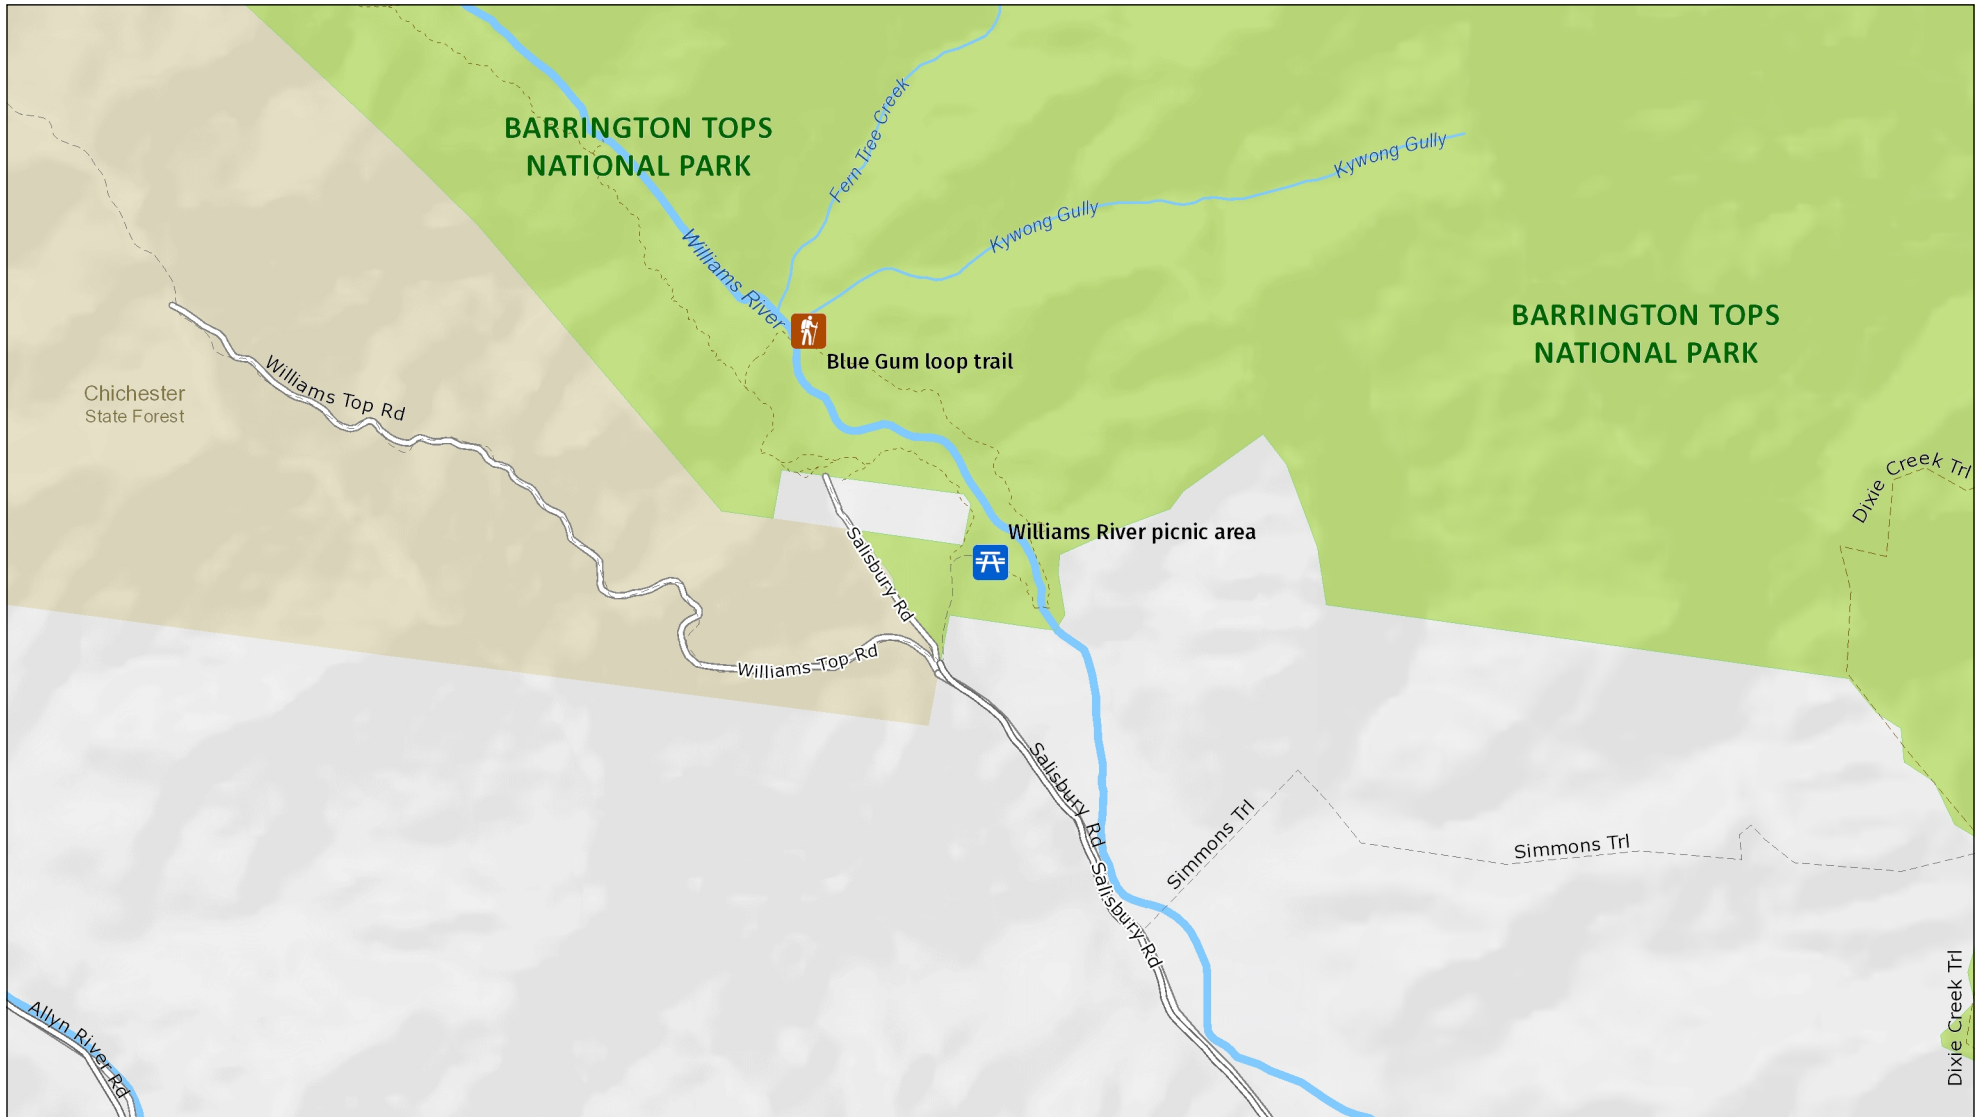 BARRINGTON TOPS
NATIONAL PARK
Fern Tree Creek
Kywong Gully
Kywong Gully
Williams River
BARRINGTON TOPS
NATIONAL PARK
Blue Gum loop trail
Williams Top Rd
Chichester
State Forest
Dixie Creek Trl
Williams River picnic area
Salisbury Rd
Williams Top Rd
Salisbury Rd
Simmons Trl
Simmons Trl
Salisbury Rd
Allyn River Rd
Dixie Creek Trl